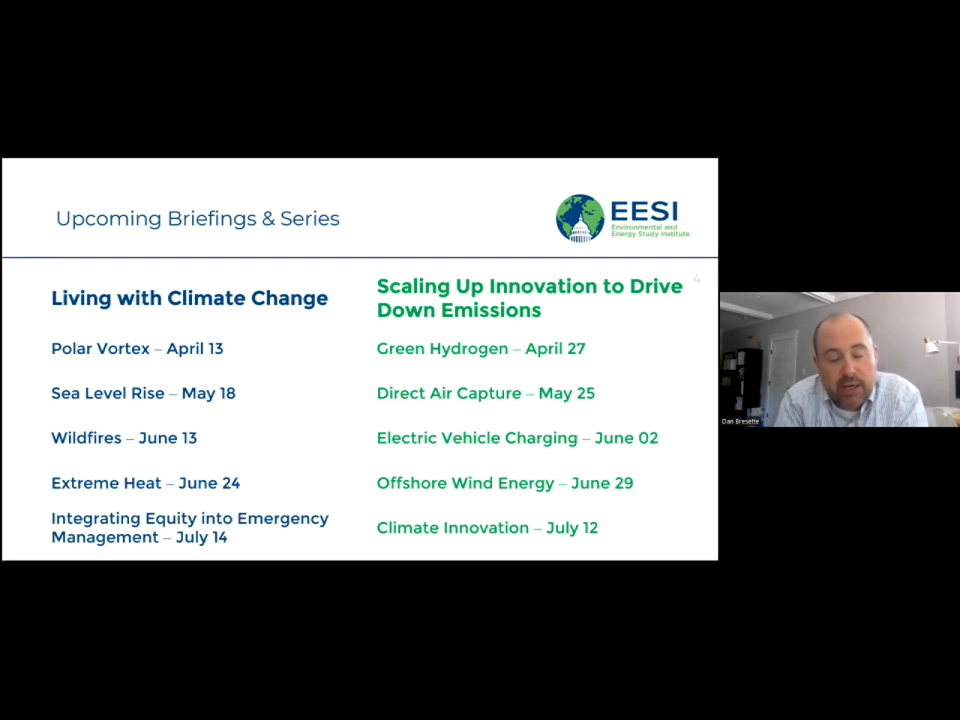 Upcoming Briefings & Series
EESI
Environmental and
Energy Study Institute
4
Living with Climate Change
Polar Vortex – April 13
Sea Level Rise – May 18
Wildfires – June 13
Extreme Heat – June 24
Integrating Equity into Emergency
Management – July 14
Scaling Up Innovation to Drive
Down Emissions
Green Hydrogen – April 27
Direct Air Capture – May 25
Electric Vehicle Charging – June 02
Offshore Wind Energy – June 29
Climate Innovation – July 12
Dan Bresette